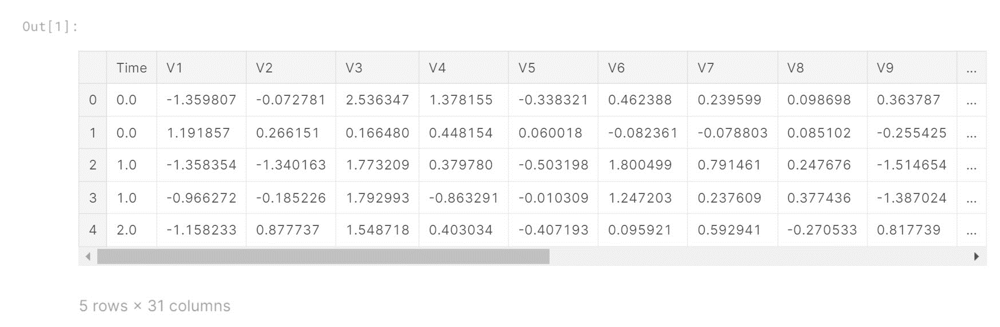 Out[1]:
Time V1 V2 V3 V4 V5 V6 V7 V8 V9 ...
0 0.0 -1.359807 -0.072781 2.536347 1.378155 -0.338321 0.462388 0.239599 0.098698 0.363787 ...
1 0.0 1.191857 0.266151 0.166480 0.448154 0.060018 -0.082361 -0.078803 0.085102 -0.255425 ...
2 1.0 -1.358354 -1.340163 1.773209 0.379780 -0.503198 1.800499 0.791461 0.247676 -1.514654 ...
3 1.0 -0.966272 -0.185226 1.792993 -0.863291 -0.010309 1.247203 0.237609 0.377436 -1.387024 ...
4 2.0 -1.158233 0.877737 1.548718 0.403034 -0.407193 0.095921 0.592941 -0.270533 0.817739 ...
5 rows × 31 columns